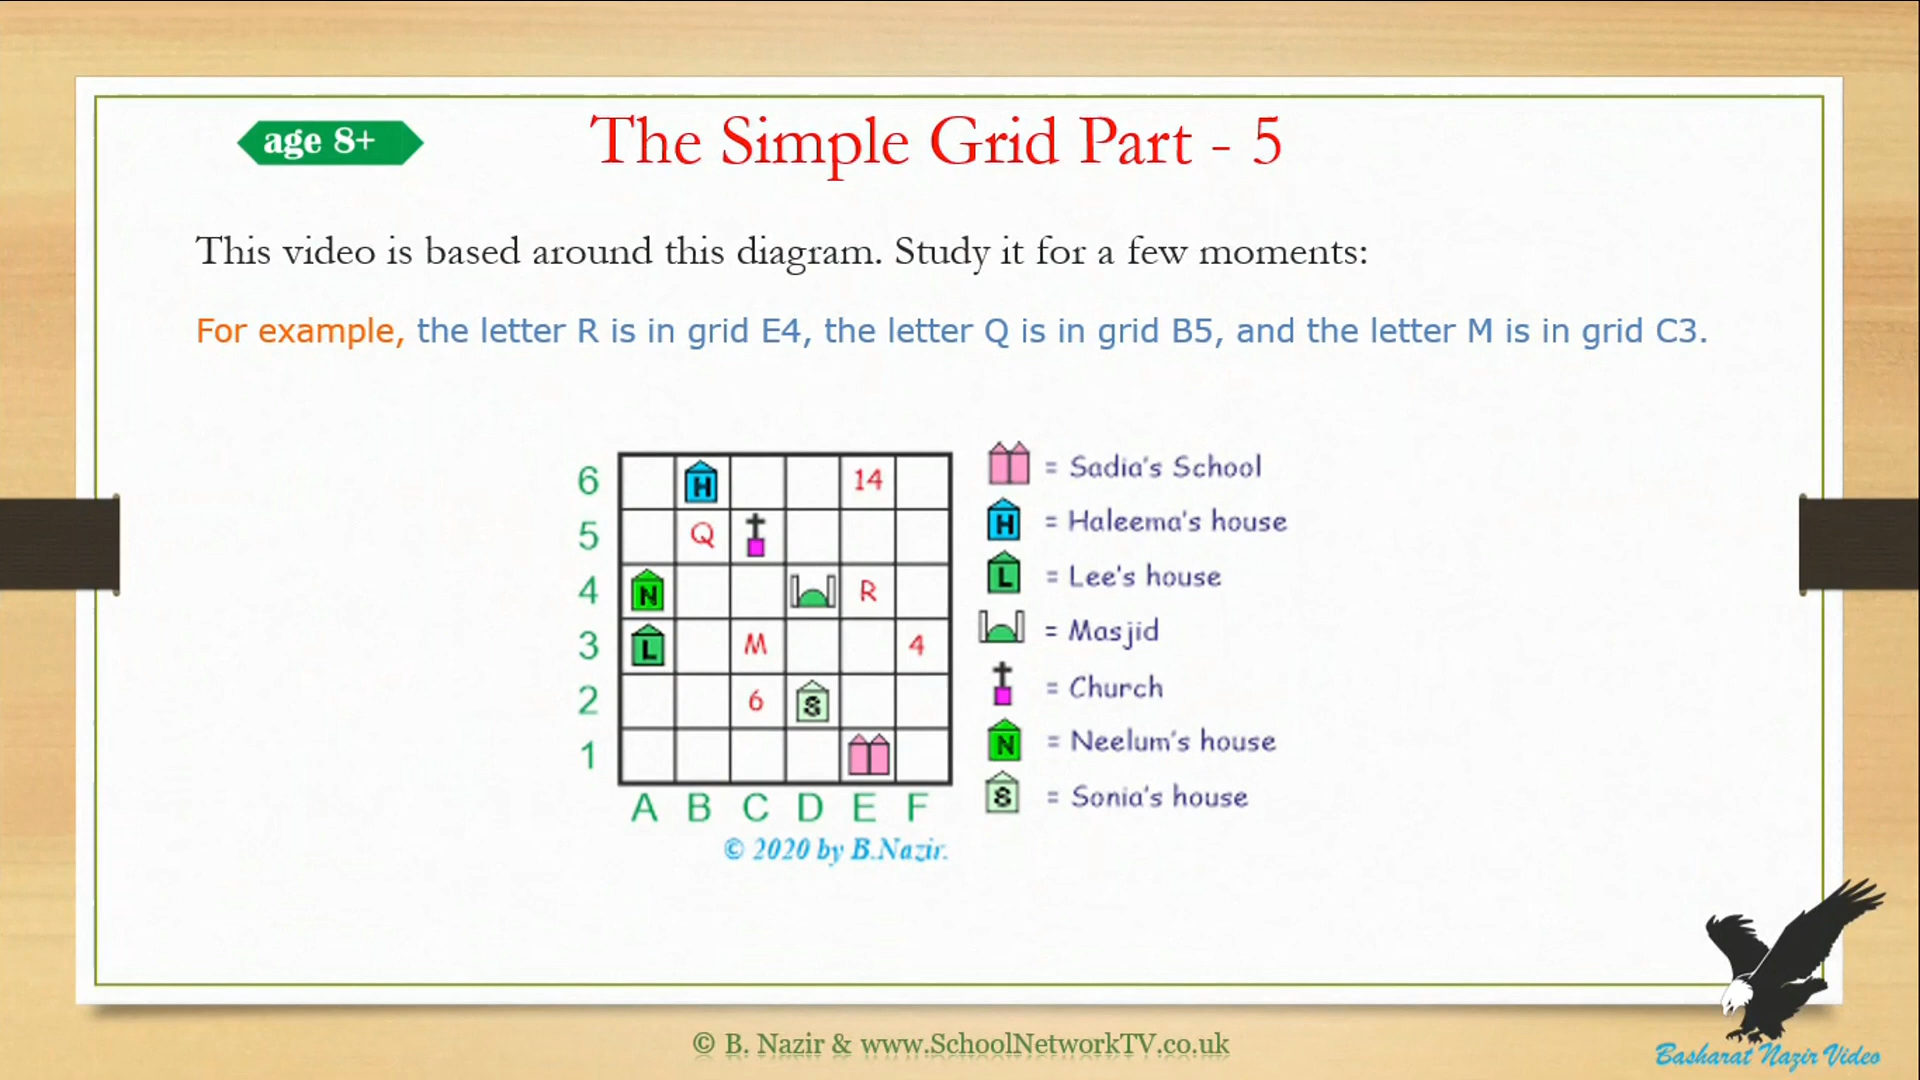 age 8+
The Simple Grid Part - 5
This video is based around this diagram. Study it for a few moments:
For example, the letter R is in grid E4, the letter Q is in grid B5, and the letter M is in grid C3.
6 H 14
5 Q
4 N R
3 L M 4
2 6 S
1
A B C D E F
© 2020 by B.Nazir.
= Sadia's School
H = Haleema's house
L = Lee's house
= Masjid
= Church
N = Neelum's house
S = Sonia's house
© B. Nazir & www.SchoolNetworkTV.co.uk
Basharat Nazir Video